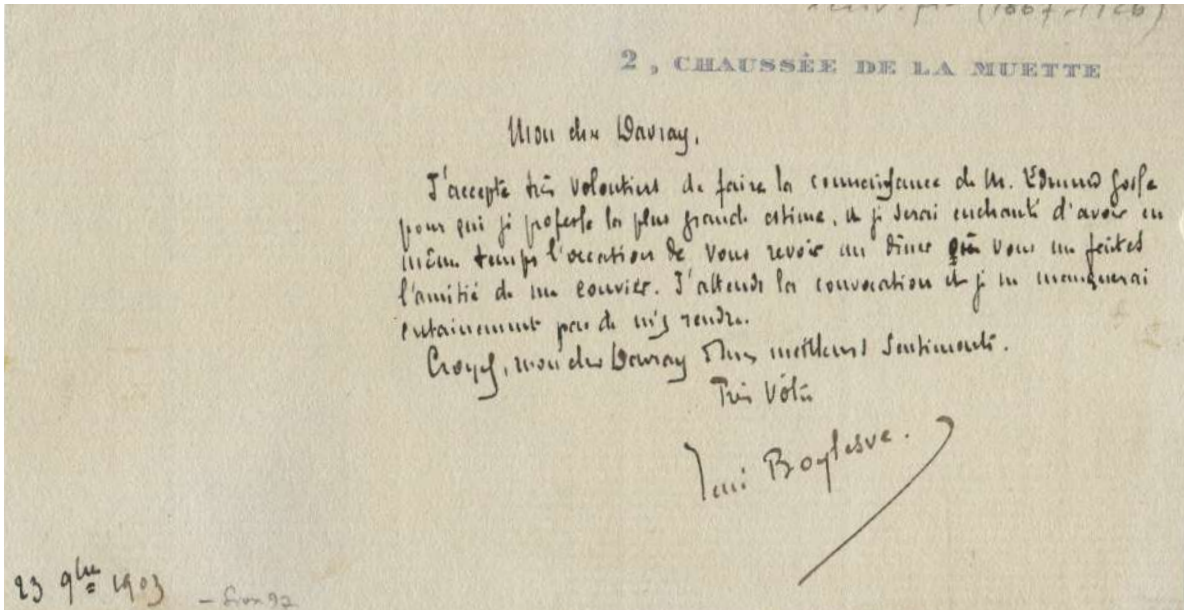 (1867-1926)
2, CHAUSSÉE DE LA MUETTE
Mon cher Davray,
J'accepte très volontiers de faire la connaissance de M. Edmund Gosse
pour qui je professe la plus grande estime, et je serai enchanté d'avoir en
même temps l'occasion de vous revoir au dîner où vous me faites
l'amitié de me convier. J'attends la convocation et je ne manquerai
certainement pas de m'y rendre.
Croyez, mon cher Davray à mes meilleurs sentiments.
Très vôtre
René Boylesve.
23 9bre 1903